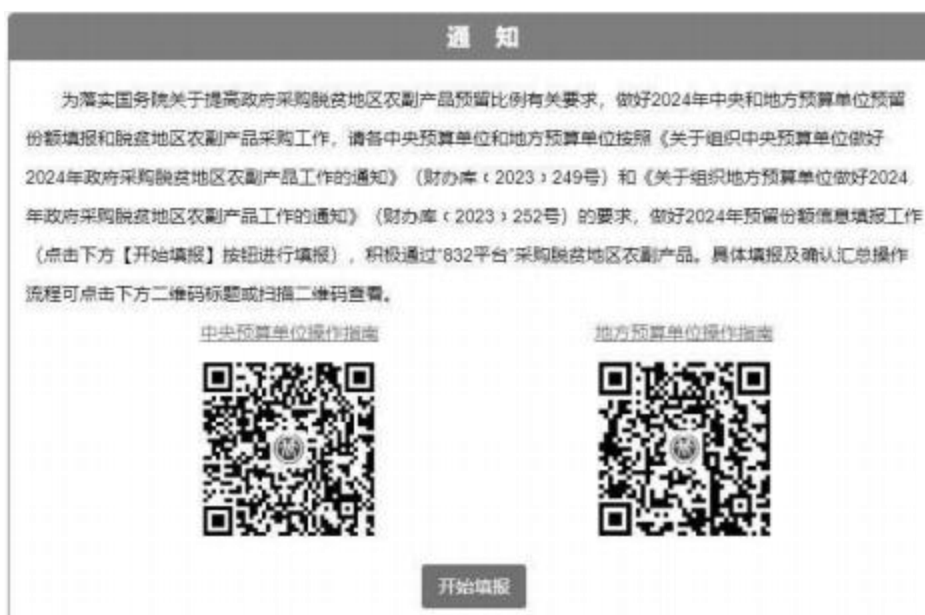 通 知
为落实国务院关于提高政府采购脱贫地区农副产品预留比例有关要求，做好2024年中央和地方预算单位预留
份额填报和脱贫地区农副产品采购工作，请各中央预算单位和地方预算单位按照《关于组织中央预算单位做好
2024年政府采购脱贫地区农副产品工作的通知》（财办库﹝2023﹞249号）和《关于组织地方预算单位做好2024
年政府采购脱贫地区农副产品工作的通知》（财办库﹝2023﹞252号）的要求，做好2024年预留份额信息填报工作
（点击下方【开始填报】按钮进行填报），积极通过“832平台”采购脱贫地区农副产品。具体填报及确认汇总操作
流程可点击下方二维码标题或扫描二维码查看。
中央预算单位操作指南 地方预算单位操作指南
开始填报